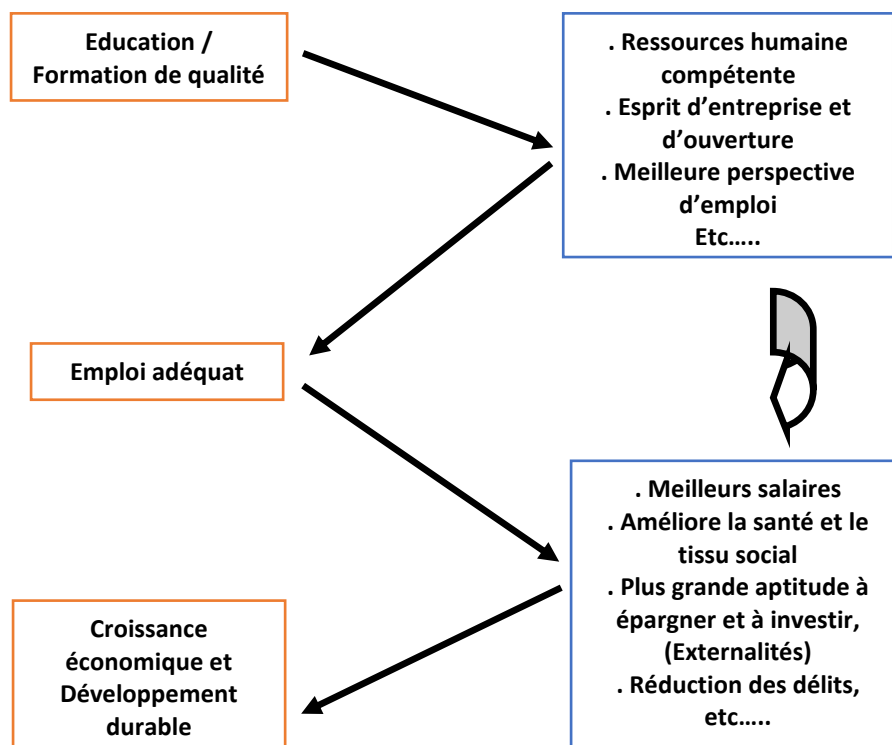 Education /
Formation de qualité
. Ressources humaine
compétente
. Esprit d’entreprise et
d’ouverture
. Meilleure perspective
d’emploi
Etc…..
Emploi adéquat
. Meilleurs salaires
. Améliore la santé et le
tissu social
. Plus grande aptitude à
épargner et à investir,
(Externalités)
. Réduction des délits,
etc…..
Croissance
économique et
Développement
durable